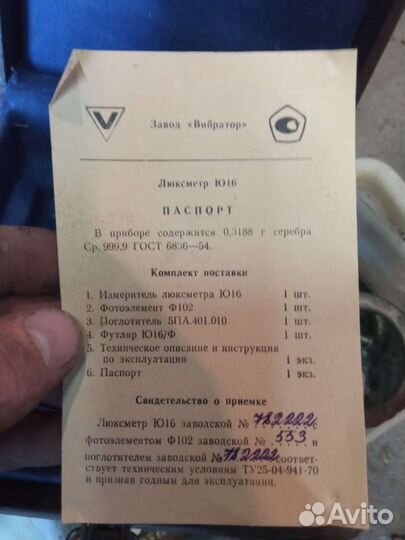 V
Завод «Вибратор»
Люксметр Ю16
ПАСПОРТ
В приборе содержится 0,3188 г серебра
Ср. 999,9 ГОСТ 6836—54.
Комплект поставки
1. Измеритель люксметра Ю16 1 шт.
2. Фотоэлемент Ф102 1 шт.
3. Поглотитель 5ПА.401.010 1 шт.
4. Футляр Ю16/Ф 1 шт.
5. Техническое описание и инструкция
по эксплуатации 1 экз.
6. Паспорт 1 экз.
Свидетельство о приемке
Люксметр Ю16 заводской № 782222 с
фотоэлементом Ф102 заводской № 553 и
поглотителем заводской № 782222 соответ-
ствует техническим условиям ТУ25-04-941-70
и признан годным для эксплуатации.
Avito